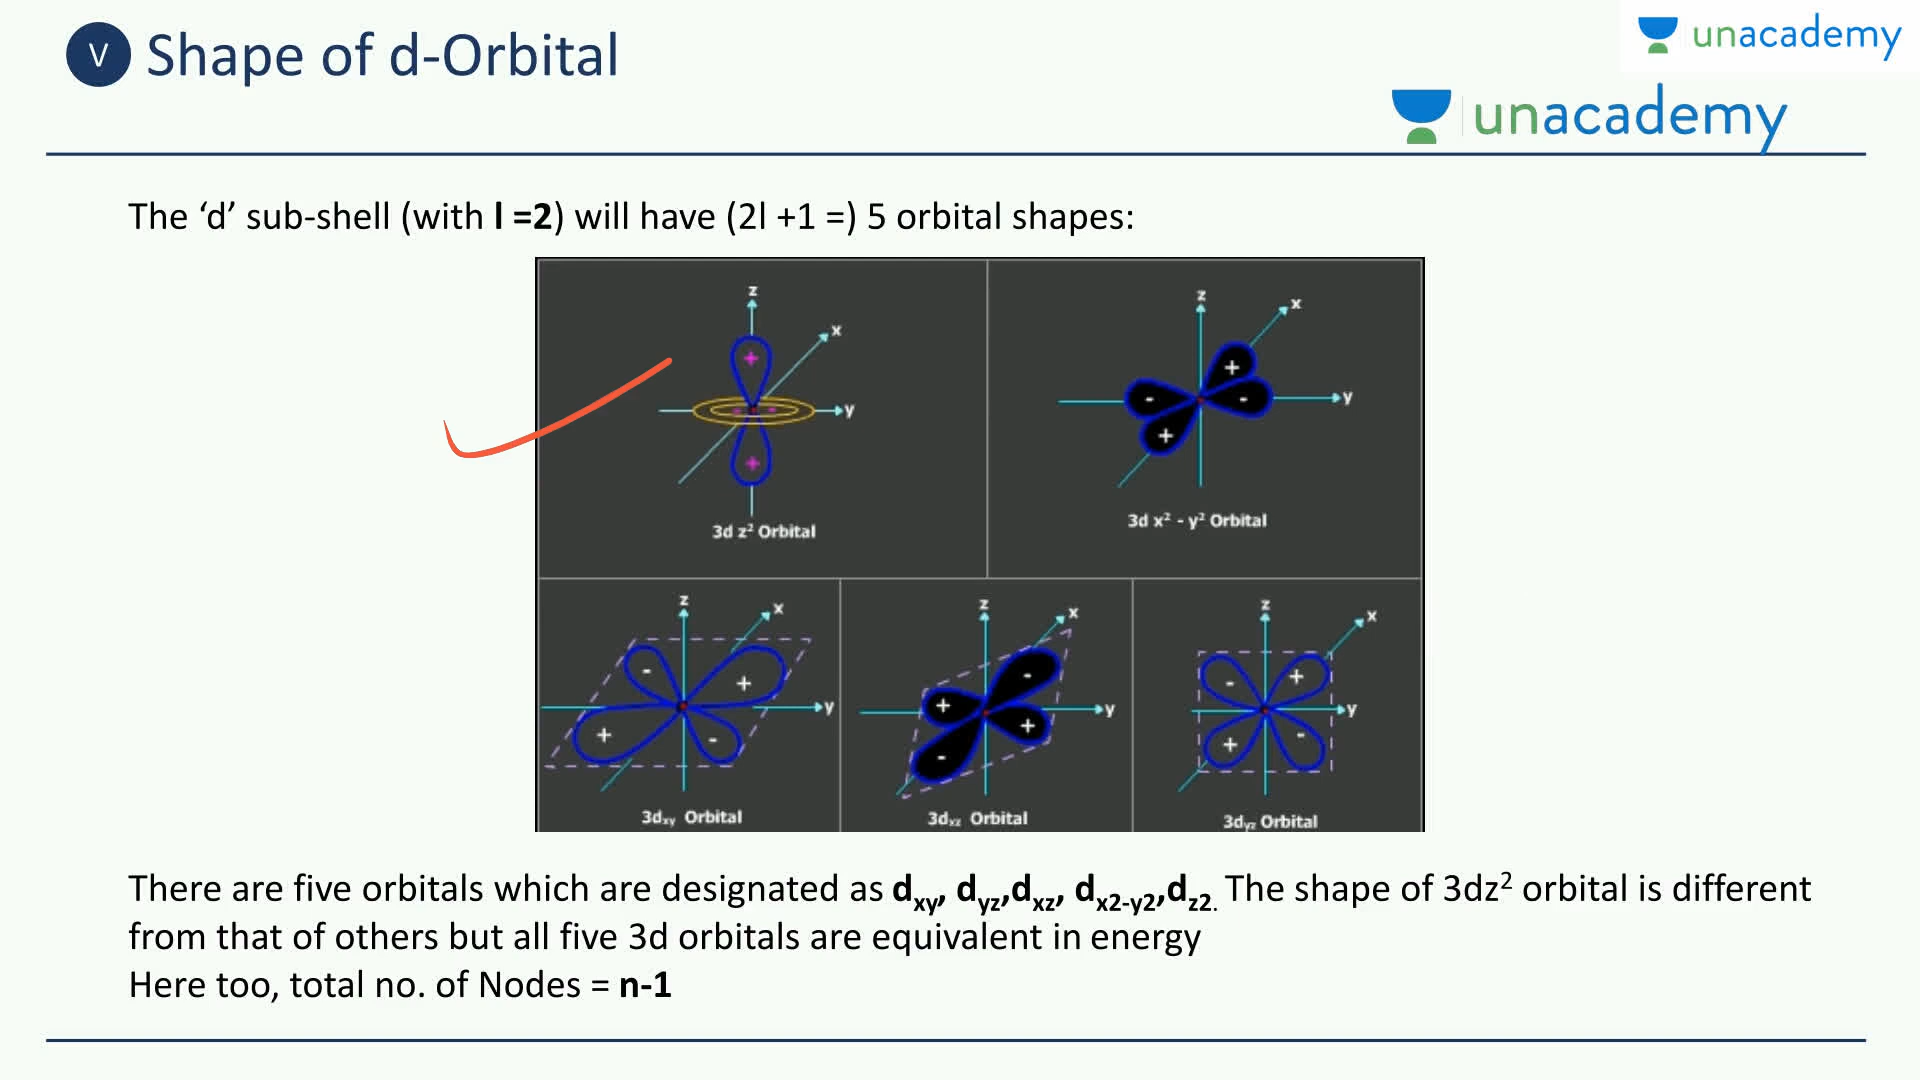 V Shape of d-Orbital
unacademy
unacademy
The ‘d’ sub-shell (with l =2) will have (2l +1 =) 5 orbital shapes:
z
x
+
- -
y
+
3d z² Orbital
z
x
+
- -
y
+
3d x² - y² Orbital
z
x
-
+
y
+
-
3dxy Orbital
z
x
-
+
y
+
-
3dxz Orbital
z
x
- +
y
+ -
3dyz Orbital
There are five orbitals which are designated as dxy, dyz,dxz, dx2-y2,dz2. The shape of 3dz² orbital is different
from that of others but all five 3d orbitals are equivalent in energy
Here too, total no. of Nodes = n-1